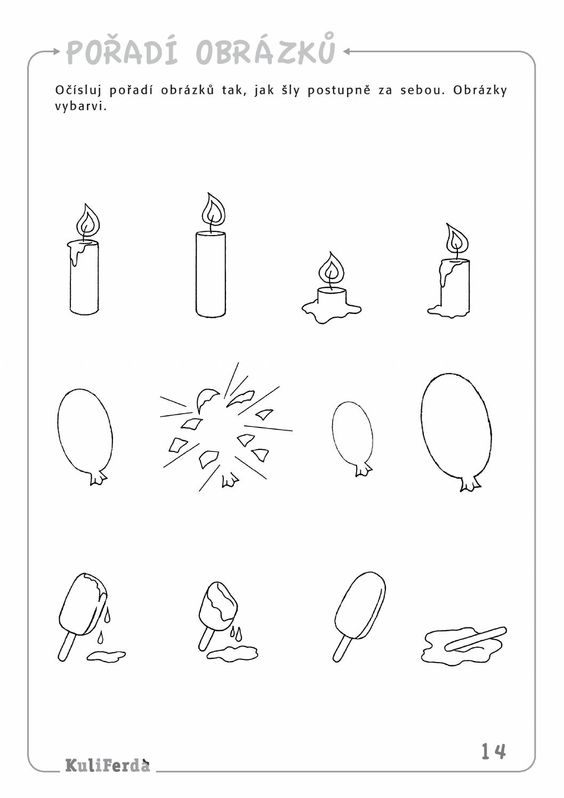 POŘADÍ OBRÁZKŮ
Očísluj pořadí obrázků tak, jak šly postupně za sebou. Obrázky
vybarvi.
14
KuliFerda